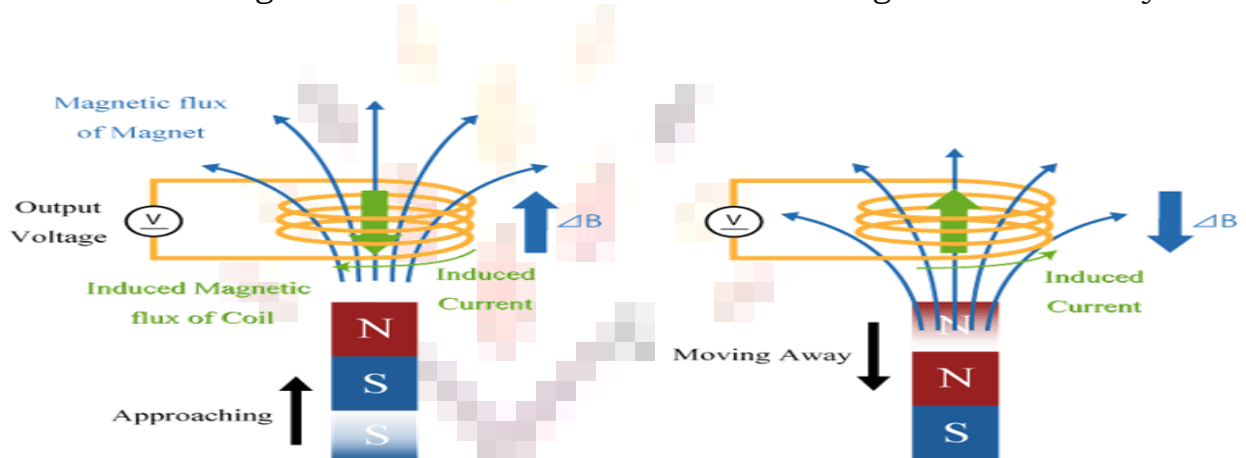 Magnetic flux
of Magnet
Output
Voltage
V
ΔB
Induced Magnetic
flux of Coil
Induced
Current
N
S
S
Approaching
V
ΔB
Induced
Current
N
Moving Away
N
S